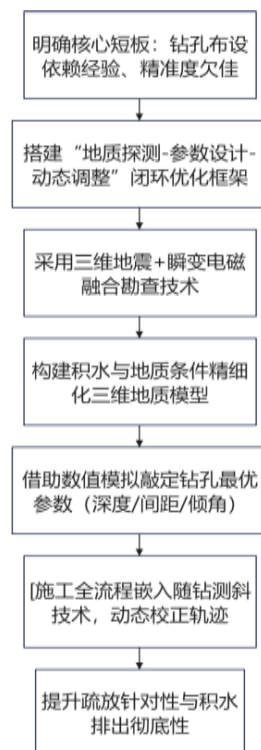 明确核心短板：钻孔布设
依赖经验、精准度欠佳
搭建“地质探测-参数设计-
动态调整”闭环优化框架
采用三维地震+瞬变电磁
融合勘查技术
构建积水与地质条件精细
化三维地质模型
借助数值模拟敲定钻孔最优
参数（深度/间距/倾角）
[施工全流程嵌入随钻测斜
技术，动态校正轨迹
提升疏放针对性与积水
排出彻底性